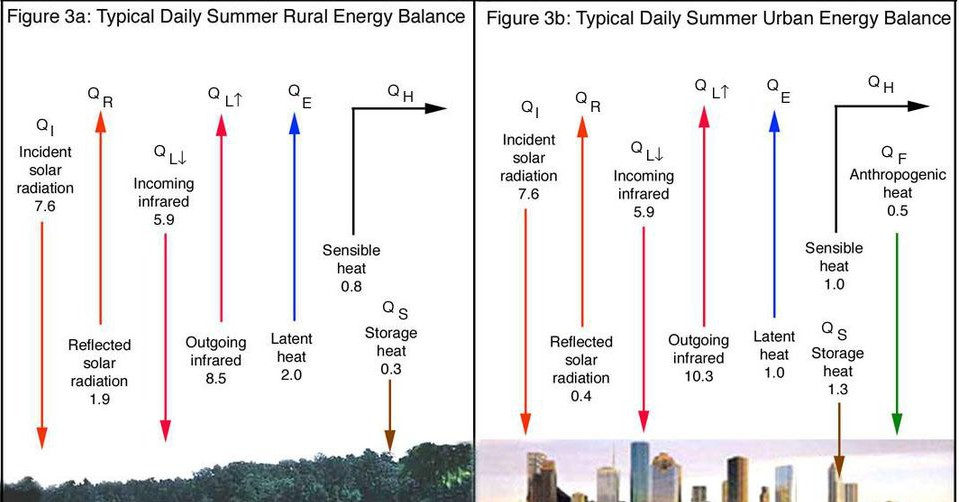 Figure 3a: Typical Daily Summer Rural Energy Balance
Q I
Incident
solar
radiation
7.6
Q R
Reflected
solar
radiation
1.9
Q L↓
Incoming
infrared
5.9
Q L↑
Outgoing
infrared
8.5
Q E
Latent
heat
2.0
Q H
Sensible
heat
0.8
Q S
Storage
heat
0.3
Figure 3b: Typical Daily Summer Urban Energy Balance
Q I
Incident
solar
radiation
7.6
Q R
Reflected
solar
radiation
0.4
Q L↓
Incoming
infrared
5.9
Q L↑
Outgoing
infrared
10.3
Q E
Latent
heat
1.0
Q H
Sensible
heat
1.0
Q S
Storage
heat
1.3
Q F
Anthropogenic
heat
0.5